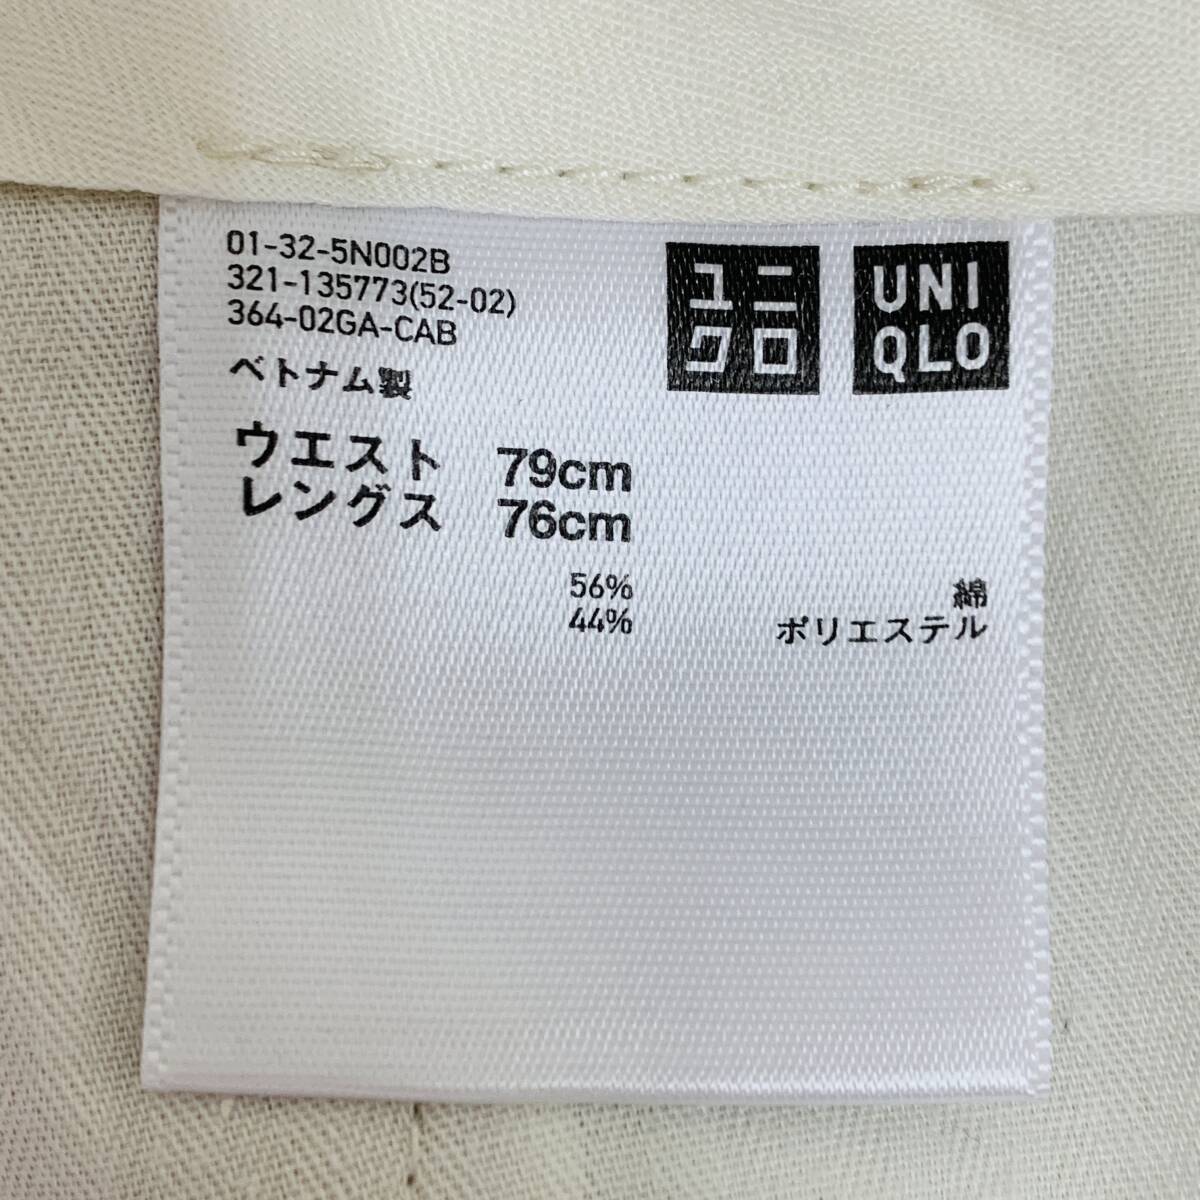 01-32-5N002B
321-135773(52-02)
364-02GA-CAB
ベトナム製
ユニ
クロ
UNI
QLO
ウエスト 79cm
レングス 76cm
56% 綿
44% ポリエステル